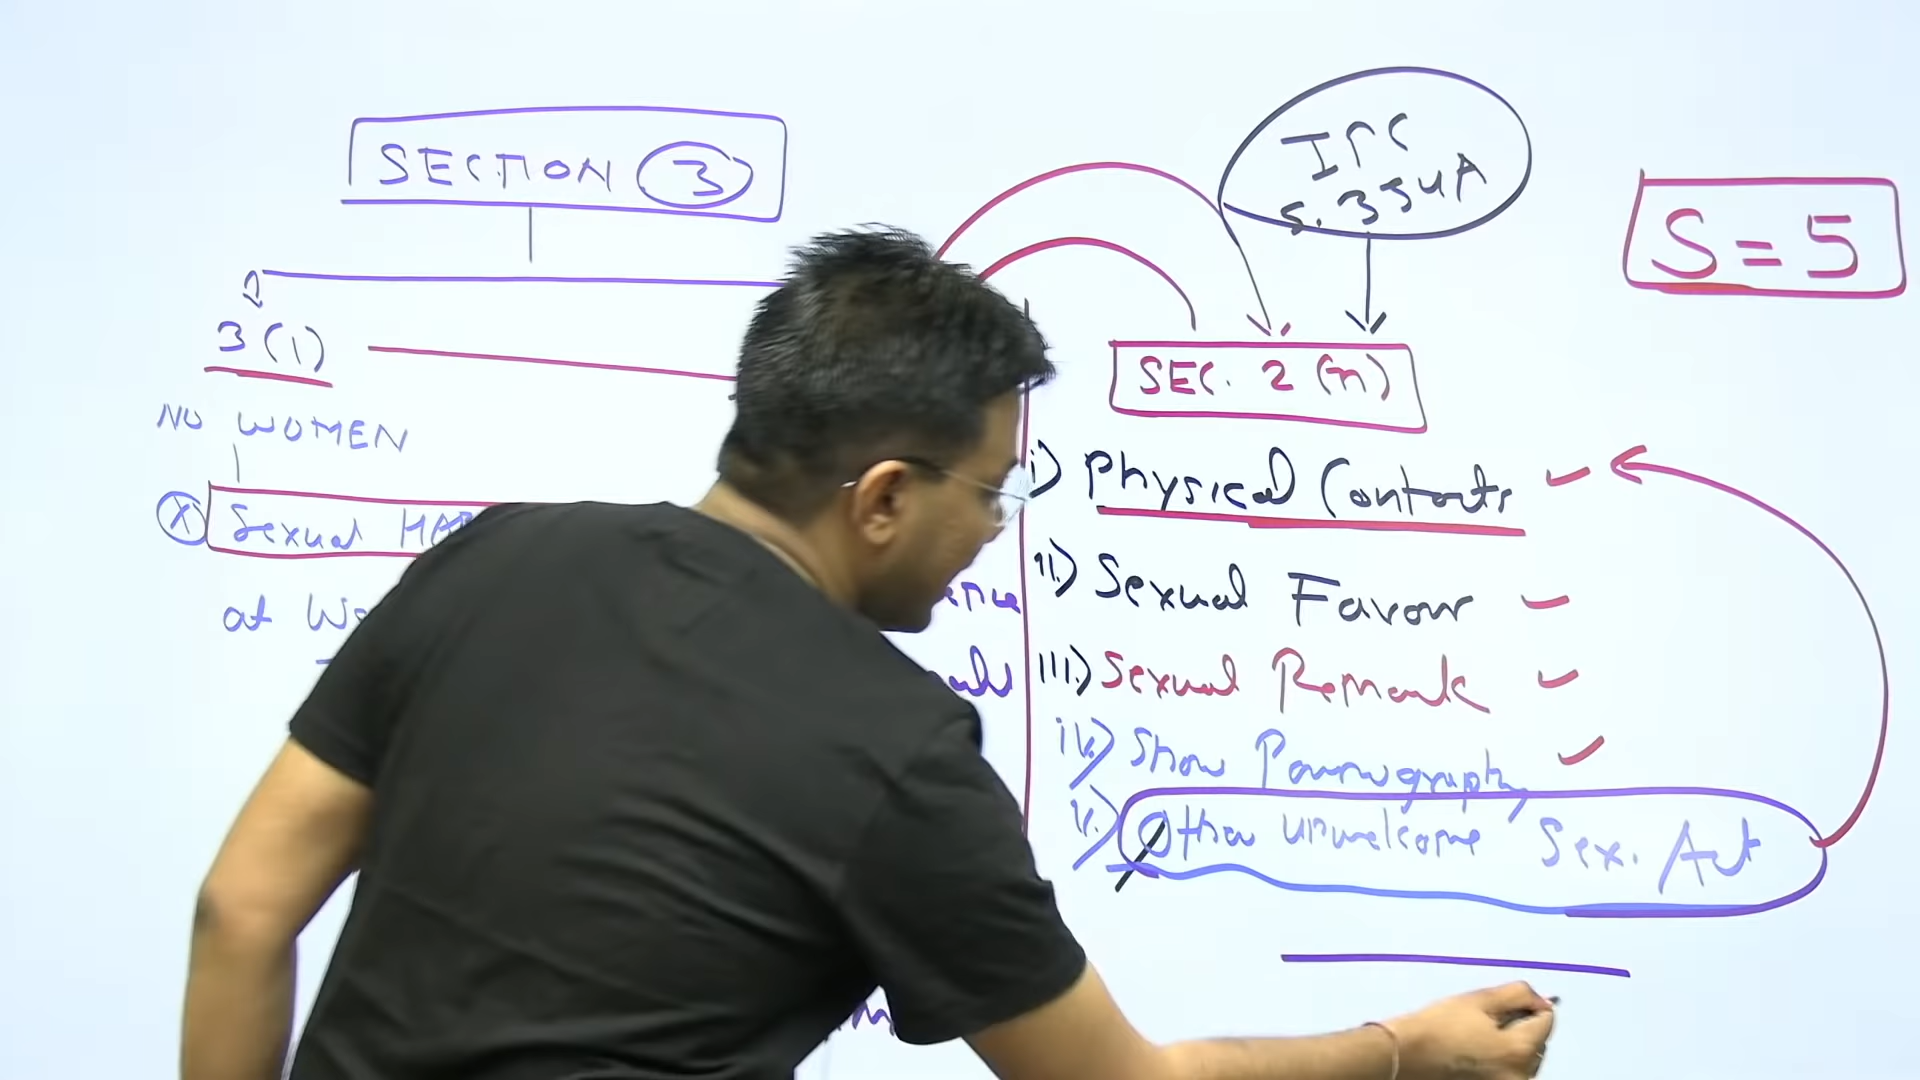 SECTION 3
3 (1)
NO WOMEN
X Sexual HAR
at Wo
IPC
S. 354A
S = 5
SEC. 2 (n)
i) Physical Contacts
ii) Sexual Favour
iii) Sexual Remark
iv) Show Pornography
v) Other unwelcome Sex. Act